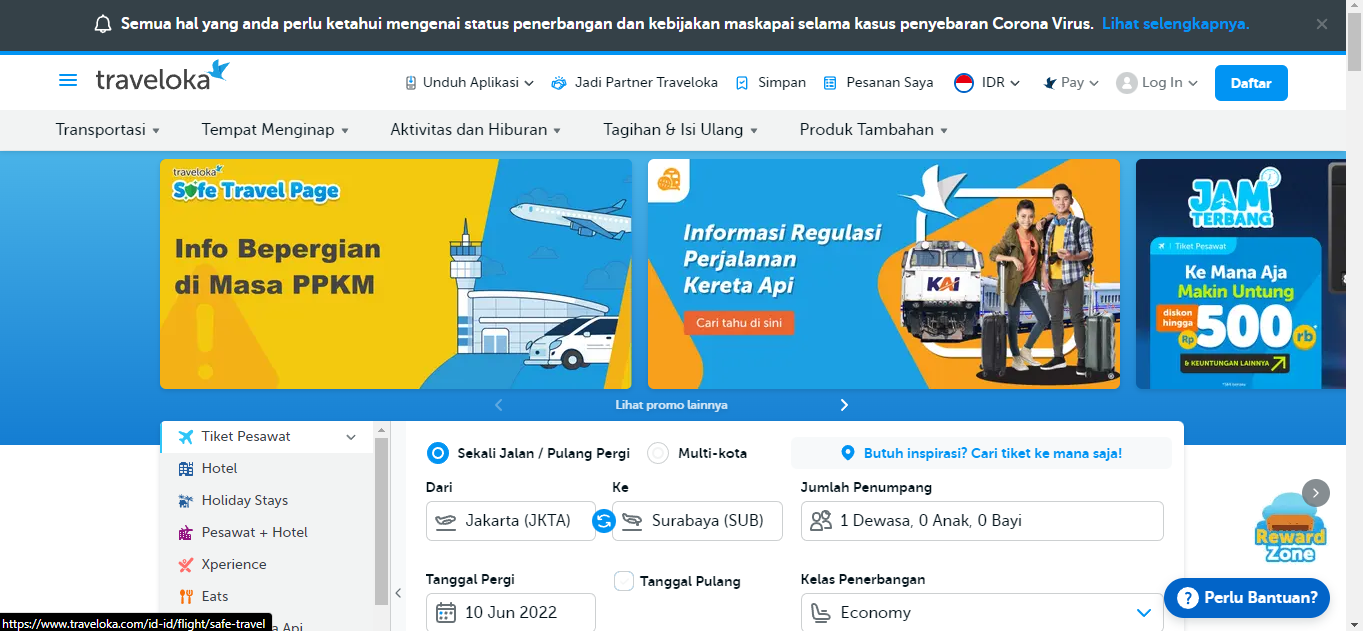 Semua hal yang anda perlu ketahui mengenai status penerbangan dan kebijakan maskapai selama kasus penyebaran Corona Virus. Lihat selengkapnya.
traveloka
Unduh Aplikasi
Jadi Partner Traveloka
Simpan
Pesanan Saya
IDR
Pay
Log In
Daftar
Transportasi
Tempat Menginap
Aktivitas dan Hiburan
Tagihan & Isi Ulang
Produk Tambahan
traveloka
Safe Travel Page
Info Bepergian
di Masa PPKM
Informasi Regulasi
Perjalanan
Kereta Api
Cari tahu di sini
KAI
JAM
TERBANG
Tiket Pesawat
Ke Mana Aja
Makin Untung
diskon
hingga
Rp
500
rb
& KEUNTUNGAN LAINNYA
Lihat promo lainnya
Tiket Pesawat
Hotel
Holiday Stays
Pesawat + Hotel
Xperience
Eats
Api
Sekali Jalan / Pulang Pergi
Multi-kota
Butuh inspirasi? Cari tiket ke mana saja!
Dari
Ke
Jumlah Penumpang
Jakarta (JKTA)
Surabaya (SUB)
1 Dewasa, 0 Anak, 0 Bayi
Tanggal Pergi
Tanggal Pulang
Kelas Penerbangan
10 Jun 2022
Economy
Reward
Zone
? Perlu Bantuan?
https://www.traveloka.com/id-id/flight/safe-travel